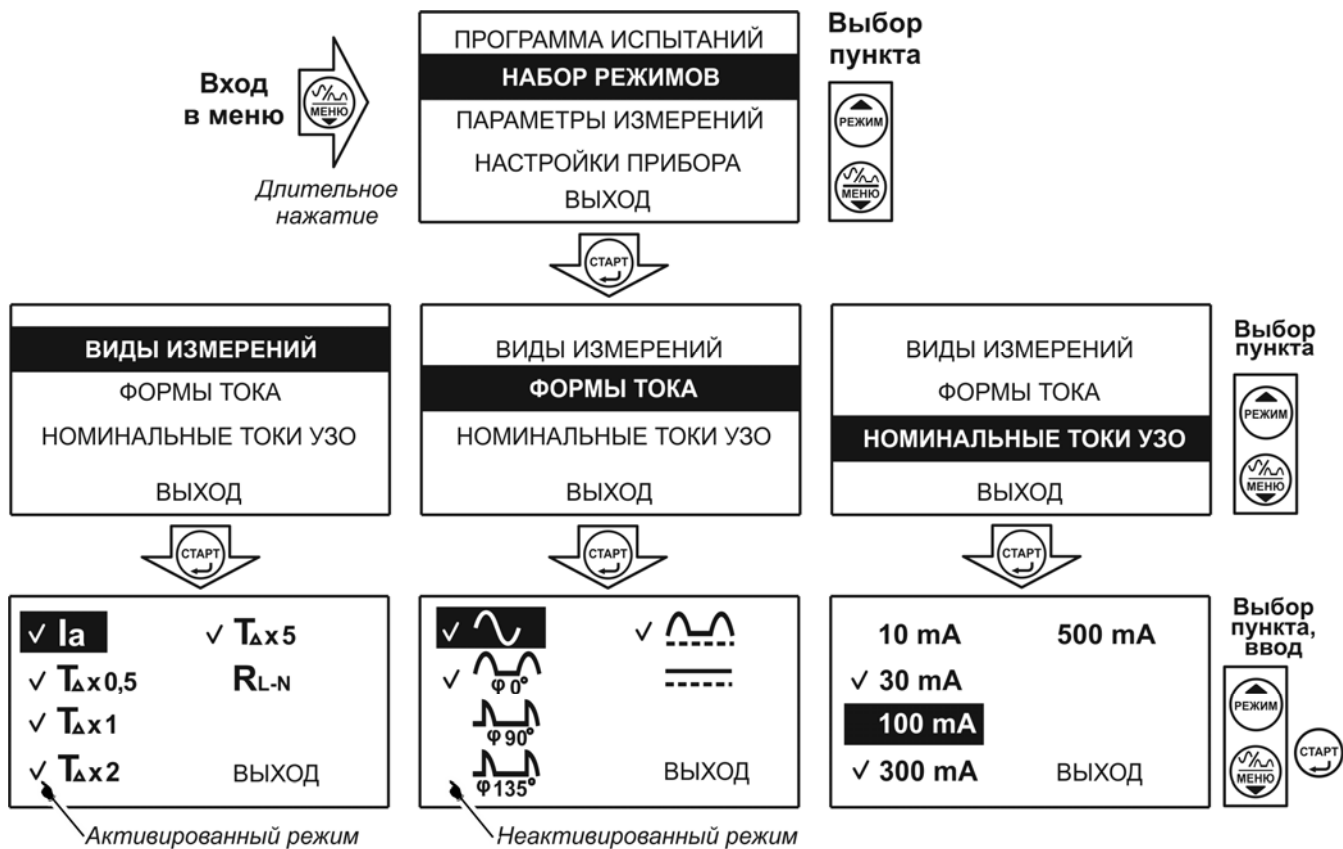 Вход
в меню
МЕНЮ
Длительное
нажатие
ПРОГРАММА ИСПЫТАНИЙ
НАБОР РЕЖИМОВ
ПАРАМЕТРЫ ИЗМЕРЕНИЙ
НАСТРОЙКИ ПРИБОРА
ВЫХОД
Выбор
пункта
РЕЖИМ
МЕНЮ
СТАРТ
ВИДЫ ИЗМЕРЕНИЙ
ФОРМЫ ТОКА
НОМИНАЛЬНЫЕ ТОКИ УЗО
ВЫХОД
ВИДЫ ИЗМЕРЕНИЙ
ФОРМЫ ТОКА
НОМИНАЛЬНЫЕ ТОКИ УЗО
ВЫХОД
ВИДЫ ИЗМЕРЕНИЙ
ФОРМЫ ТОКА
НОМИНАЛЬНЫЕ ТОКИ УЗО
ВЫХОД
Выбор
пункта
РЕЖИМ
МЕНЮ
СТАРТ
СТАРТ
СТАРТ
✓ Ia
✓ T△x0,5
✓ T△x1
✓ T△x2
✓ T△x5
RL-N
ВЫХОД
Активированный режим
✓
✓ φ 0°
φ 90°
φ 135°
✓
ВЫХОД
Неактивированный режим
10 mA
✓ 30 mA
100 mA
✓ 300 mA
500 mA
ВЫХОД
Выбор
пункта,
ввод
РЕЖИМ
МЕНЮ
СТАРТ